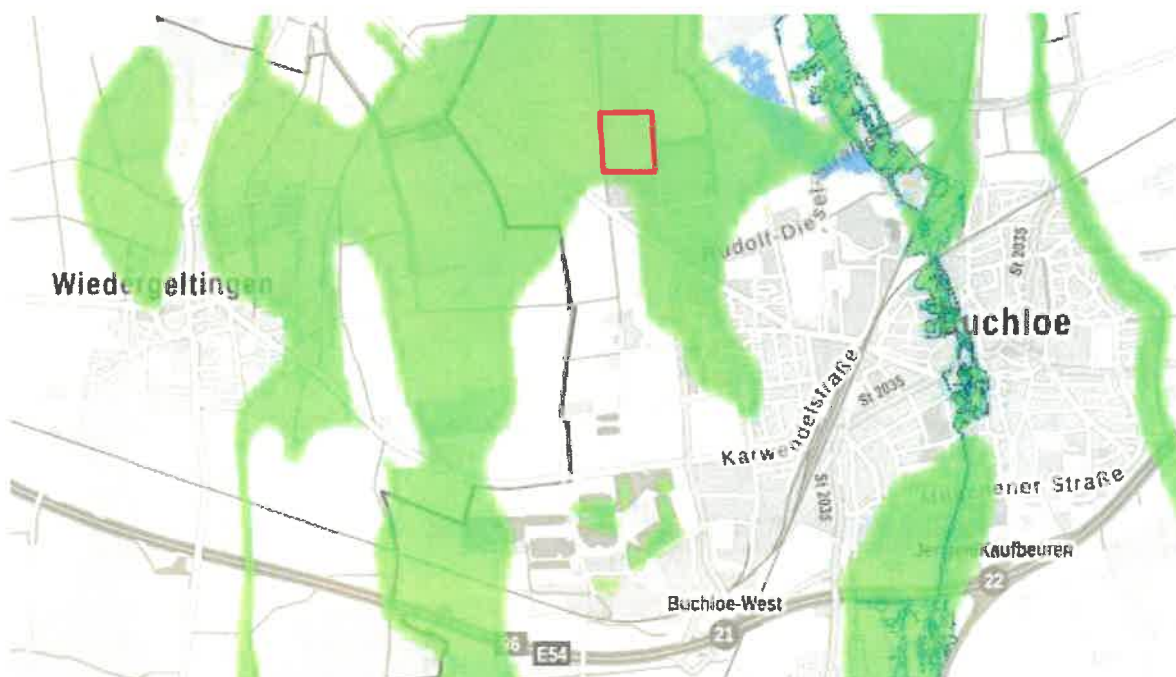 Rudolf-Diesel-
St 2035
Wiedergeltingen
Buchloe
Karwendelstraße
St 2035
St 2035
Straße
Kaufbeuren
22
Buchloe-West
21
E54